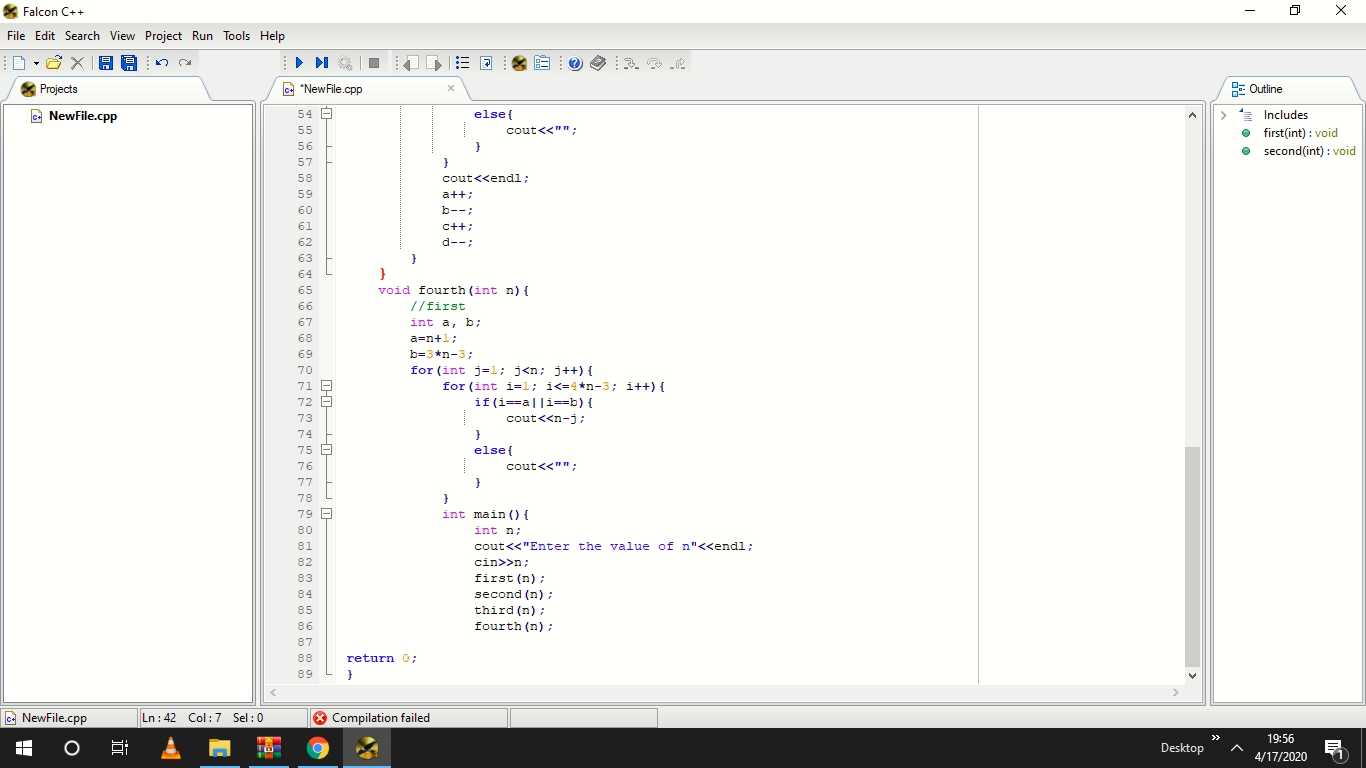 Falcon C++
File Edit Search View Project Run Tools Help
Projects
*NewFile.cpp
Outline
NewFile.cpp
54 else{
55 cout<<"";
56 }
57 }
58 cout<<endl;
59 a++;
60 b--;
61 c++;
62 d--;
63 }
64 }
65 void fourth(int n){
66 //first
67 int a, b;
68 a=n+1;
69 b=3*n-3;
70 for(int j=1; j<n; j++){
71 for(int i=1; i<=4*n-3; i++){
72 if(i==a||i==b){
73 cout<<n-j;
74 }
75 else{
76 cout<<"";
77 }
78 }
79 int main(){
80 int n;
81 cout<<"Enter the value of n"<<endl;
82 cin>>n;
83 first(n);
84 second(n);
85 third(n);
86 fourth(n);
87
88 return 0;
89 }
Includes
first(int) : void
second(int) : void
NewFile.cpp Ln : 42 Col : 7 Sel : 0 Compilation failed
Desktop
19:56
4/17/2020
1